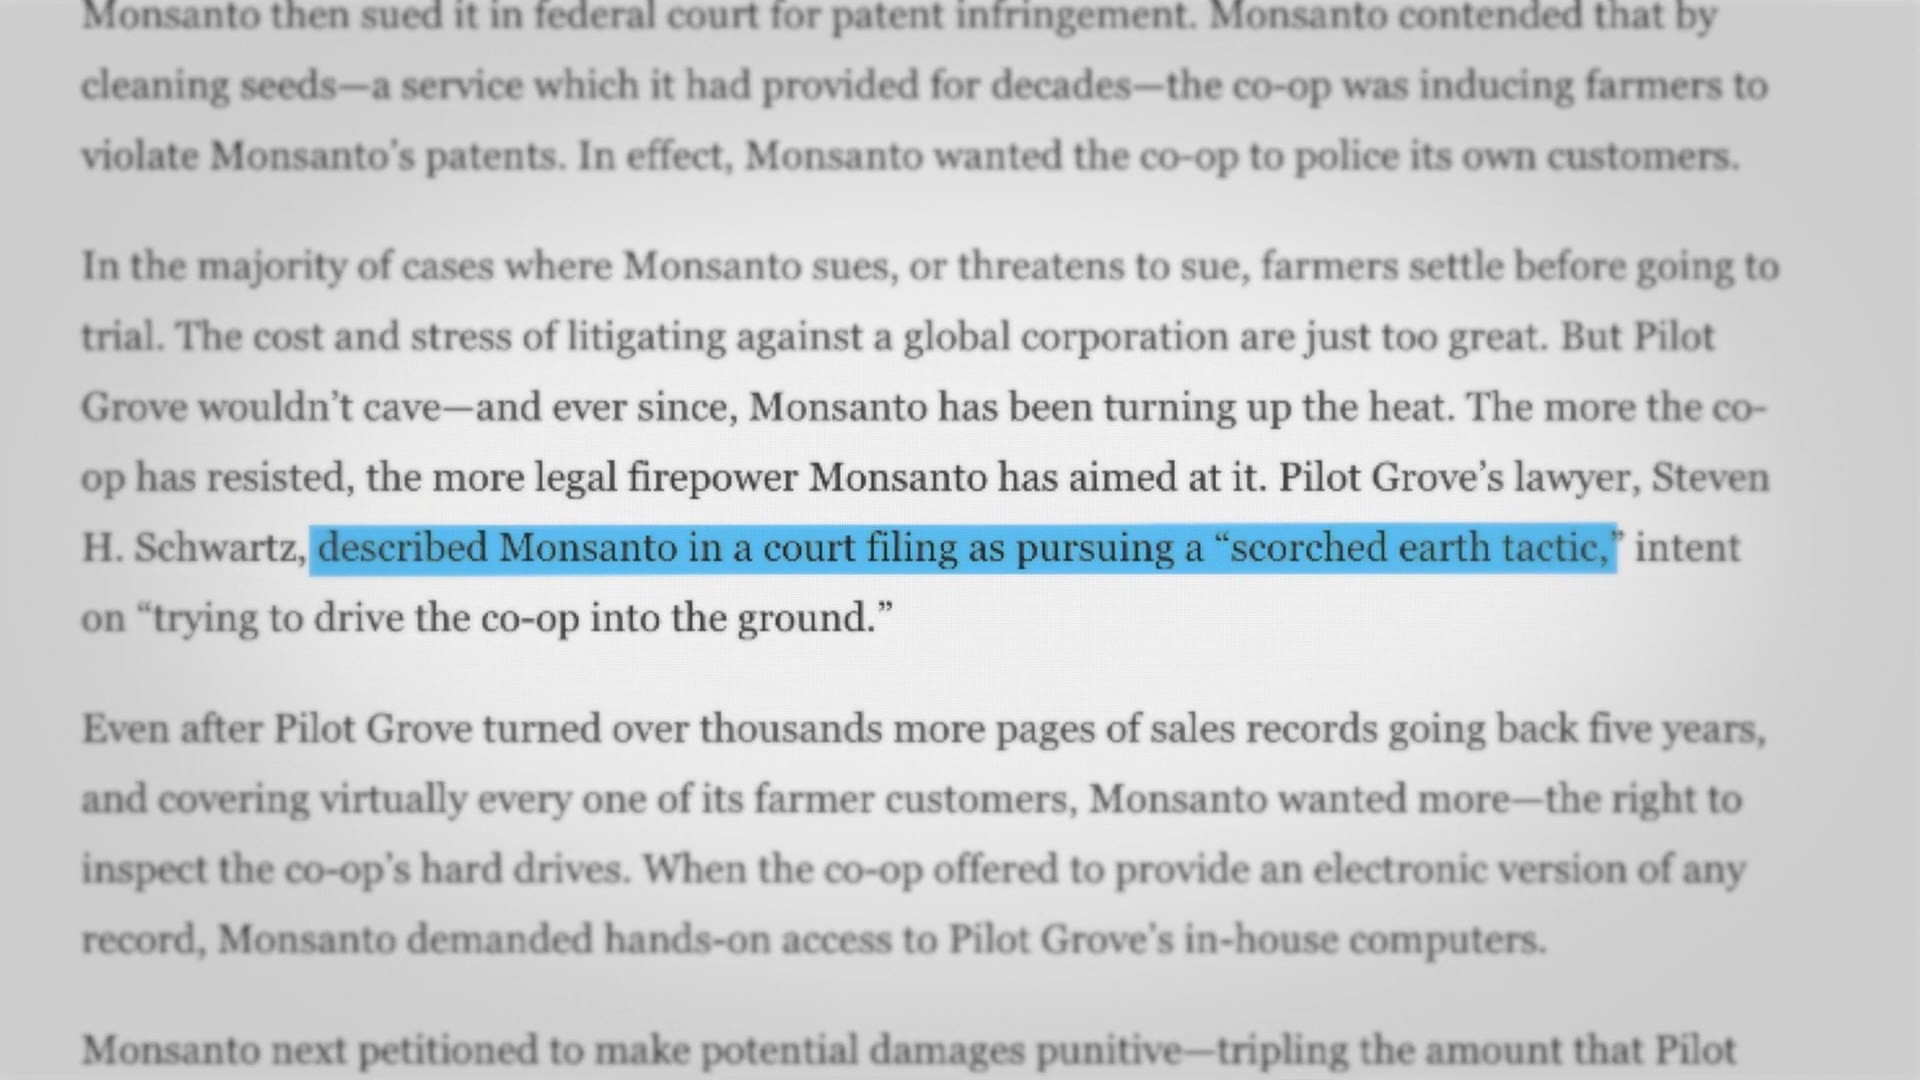 Monsanto then sued it in federal court for patent infringement. Monsanto contended that by
cleaning seeds—a service which it had provided for decades—the co-op was inducing farmers to
violate Monsanto’s patents. In effect, Monsanto wanted the co-op to police its own customers.
In the majority of cases where Monsanto sues, or threatens to sue, farmers settle before going to
trial. The cost and stress of litigating against a global corporation are just too great. But Pilot
Grove wouldn’t cave—and ever since, Monsanto has been turning up the heat. The more the co-
op has resisted, the more legal firepower Monsanto has aimed at it. Pilot Grove’s lawyer, Steven
H. Schwartz, described Monsanto in a court filing as pursuing a “scorched earth tactic,” intent
on “trying to drive the co-op into the ground.”
Even after Pilot Grove turned over thousands more pages of sales records going back five years,
and covering virtually every one of its farmer customers, Monsanto wanted more—the right to
inspect the co-op’s hard drives. When the co-op offered to provide an electronic version of any
record, Monsanto demanded hands-on access to Pilot Grove’s in-house computers.
Monsanto next petitioned to make potential damages punitive—tripling the amount that Pilot